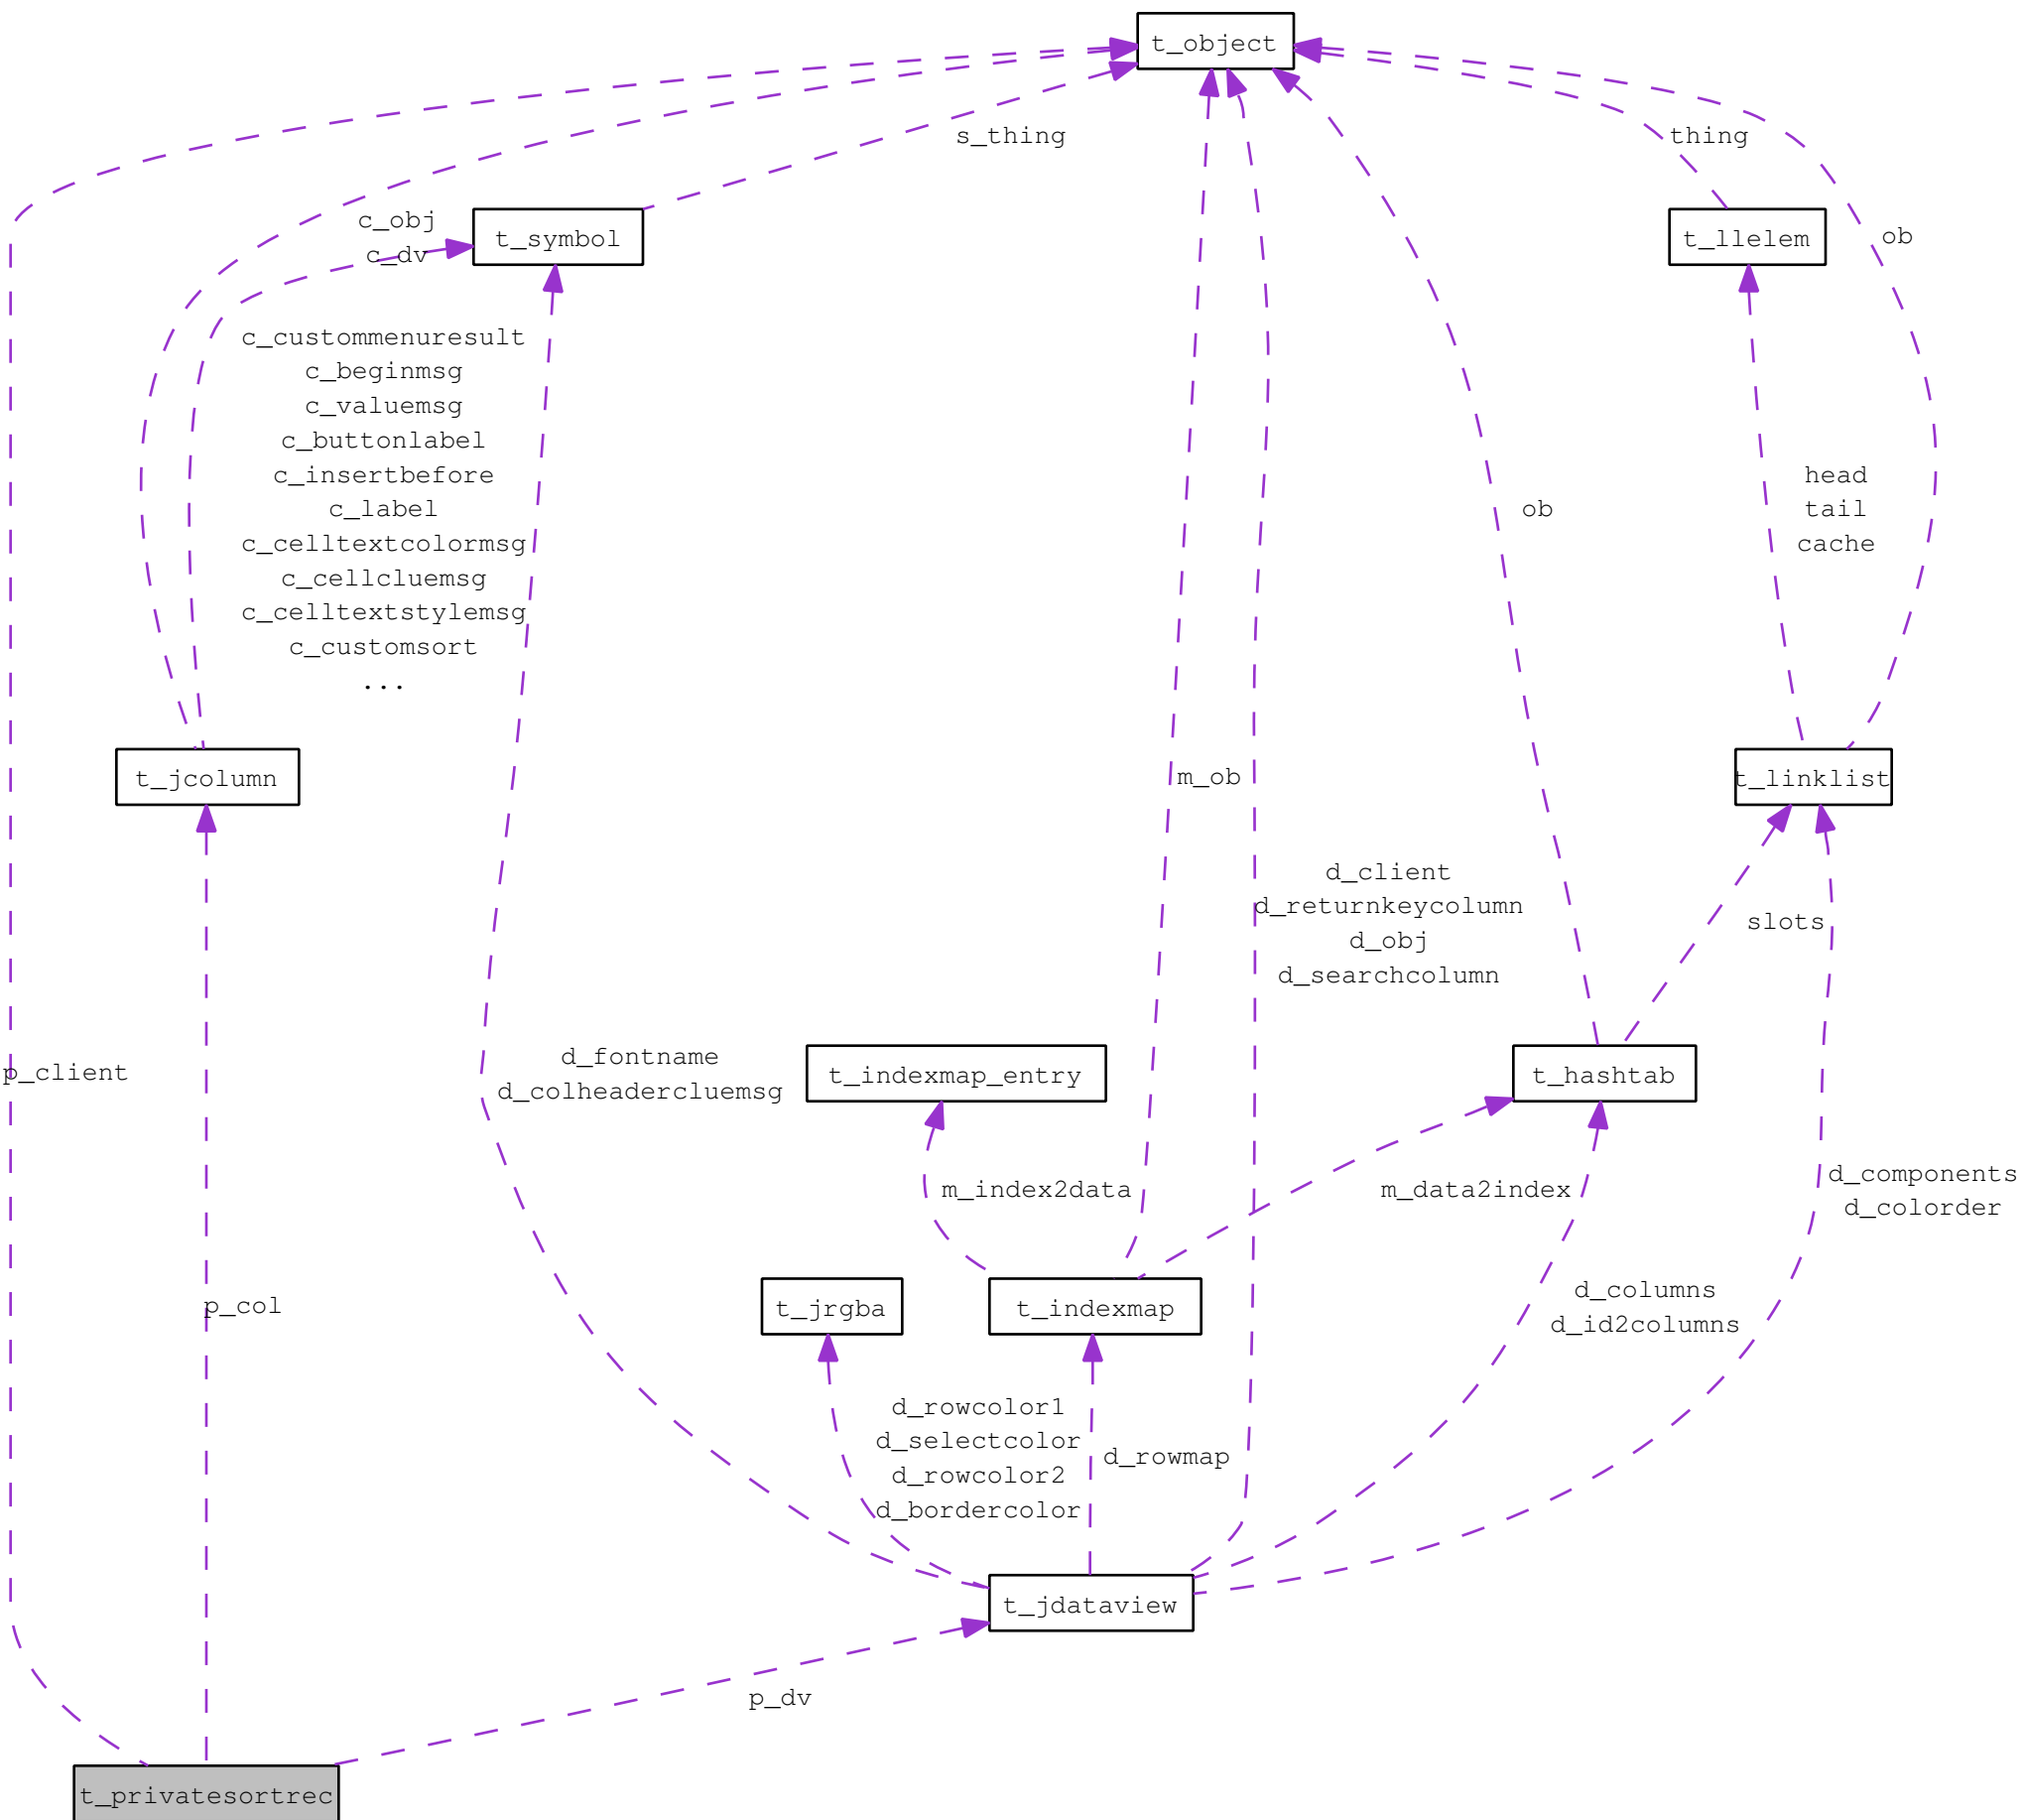 t_object
s_thing
thing
c_obj
c_dv
t_symbol
t_llelem
ob
c_custommenuresult
c_beginmsg
c_valuemsg
c_buttonlabel
c_insertbefore
c_label
c_celltextcolormsg
c_cellcluemsg
c_celltextstylemsg
c_customsort
...
head
tail
cache
ob
t_jcolumn
m_ob
t_linklist
d_client
d_returnkeycolumn
d_obj
d_searchcolumn
slots
p_client
d_fontname
d_colheadercluemsg
t_indexmap_entry
t_hashtab
m_index2data
m_data2index
d_components
d_colorder
p_col
t_jrgba
t_indexmap
d_columns
d_id2columns
d_rowcolor1
d_selectcolor
d_rowcolor2
d_bordercolor
d_rowmap
t_jdataview
p_dv
t_privatesortrec